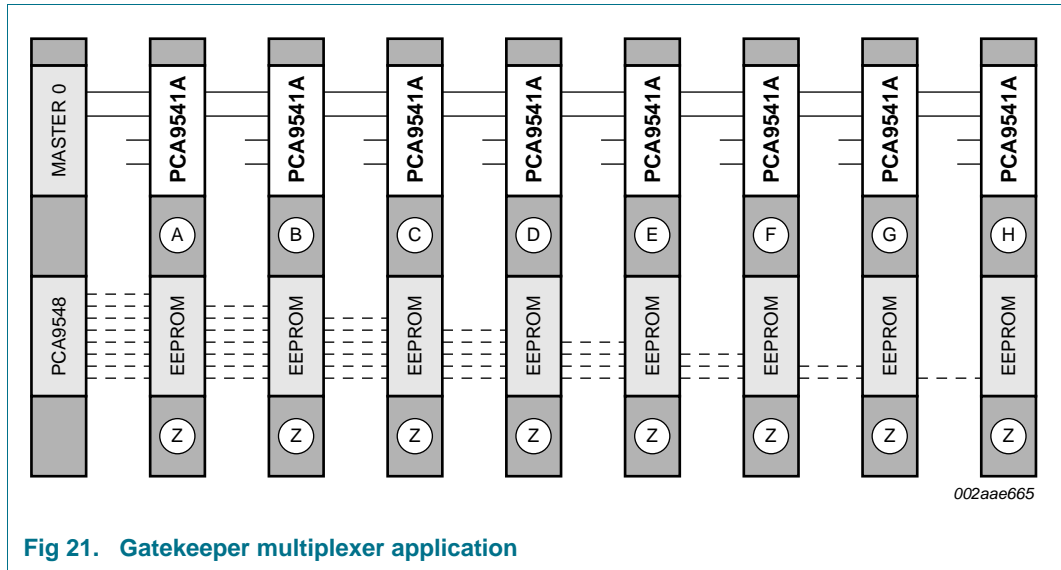 MASTER 0
PCA9541A
PCA9541A
PCA9541A
PCA9541A
PCA9541A
PCA9541A
PCA9541A
PCA9541A
A
B
C
D
E
F
G
H
PCA9548
EEPROM
EEPROM
EEPROM
EEPROM
EEPROM
EEPROM
EEPROM
EEPROM
Z
Z
Z
Z
Z
Z
Z
Z
002aae665
Fig 21. Gatekeeper multiplexer application